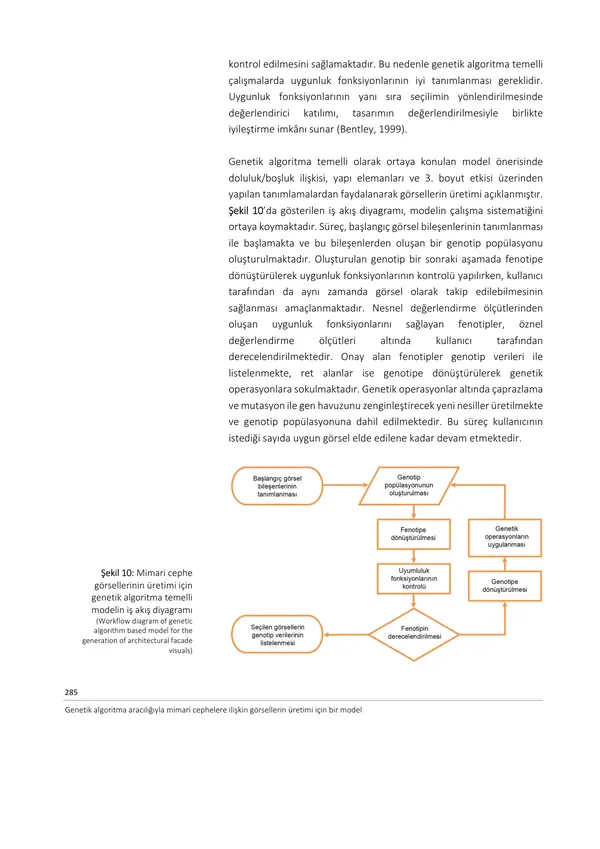 kontrol edilmesini sağlamaktadır. Bu nedenle genetik algoritma temelli
çalışmalarda uygunluk fonksiyonlarının iyi tanımlanması gereklidir.
Uygunluk fonksiyonlarının yanı sıra seçilimin yönlendirilmesinde
değerlendirici katılımı, tasarımın değerlendirilmesiyle birlikte
iyileştirme imkânı sunar (Bentley, 1999).
Genetik algoritma temelli olarak ortaya konulan model önerisinde
doluluk/boşluk ilişkisi, yapı elemanları ve 3. boyut etkisi üzerinden
yapılan tanımlamalardan faydalanarak görsellerin üretimi açıklanmıştır.
Şekil 10'da gösterilen iş akış diyagramı, modelin çalışma sistematiğini
ortaya koymaktadır. Süreç, başlangıç görsel bileşenlerinin tanımlanması
ile başlamakta ve bu bileşenlerden oluşan bir genotip popülasyonu
oluşturulmaktadır. Oluşturulan genotip bir sonraki aşamada fenotipe
dönüştürülerek uygunluk fonksiyonlarının kontrolü yapılırken, kullanıcı
tarafından da aynı zamanda görsel olarak takip edilebilmesinin
sağlanması amaçlanmaktadır. Nesnel değerlendirme ölçütlerinden
oluşan uygunluk fonksiyonlarını sağlayan fenotipler, öznel
değerlendirme ölçütleri altında kullanıcı tarafından
derecelendirilmektedir. Onay alan fenotipler genotip verileri ile
listelenmekte, ret alanlar ise genotipe dönüştürülerek genetik
operasyonlara sokulmaktadır. Genetik operasyonlar altında çaprazlama
ve mutasyon ile gen havuzunu zenginleştirecek yeni nesiller üretilmekte
ve genotip popülasyonuna dahil edilmektedir. Bu süreç kullanıcının
istediği sayıda uygun görsel elde edilene kadar devam etmektedir.
Başlangıç görsel
bileşenlerinin
tanımlanması
Genotip
popülasyonunun
oluşturulması
Fenotipe
dönüştürülmesi
Genetik
operasyonların
uygulanması
Uyumluluk
fonksiyonlarının
kontrolü
Genotipe
dönüştürülmesi
Seçilen görsellerin
genotip verilerinin
listelenmesi
Fenotipin
derecelendirilmesi
Şekil 10: Mimari cephe
görsellerinin üretimi için
genetik algoritma temelli
modelin iş akış diyagramı
(Workflow diagram of genetic
algorithm based model for the
generation of architectural facade
visuals)
285
Genetik algoritma aracılığıyla mimari cephelere ilişkin görsellerin üretimi için bir model